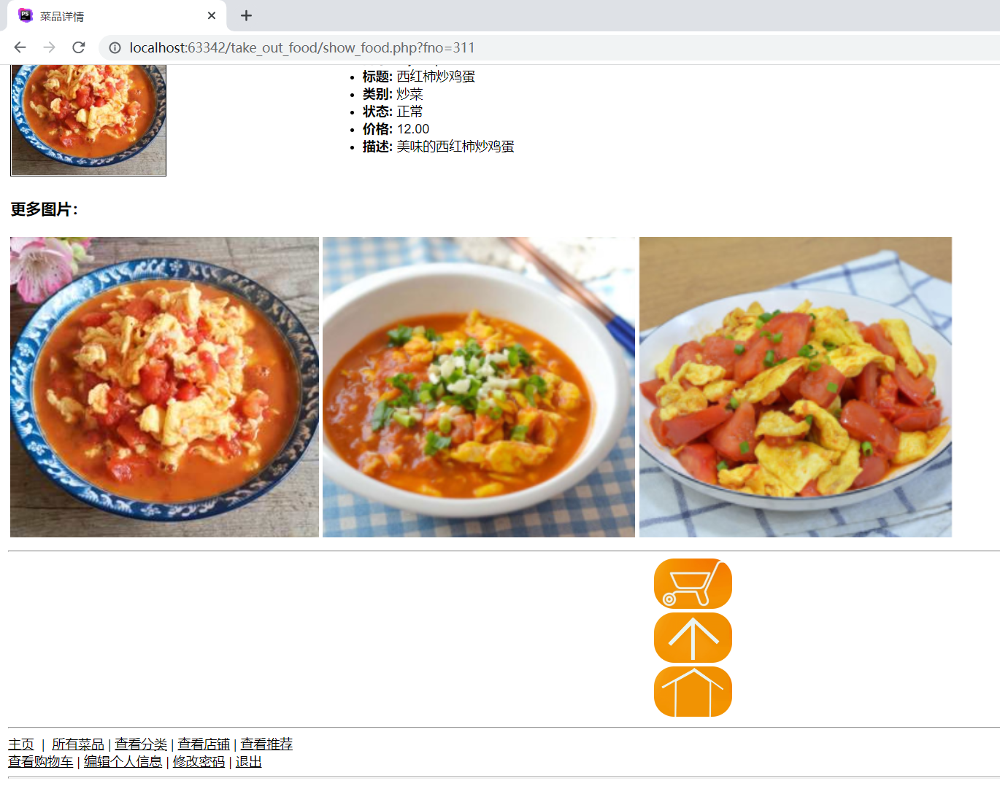 菜品详情
localhost:63342/take_out_food/show_food.php?fno=311
标题: 西红柿炒鸡蛋
类别: 炒菜
状态: 正常
价格: 12.00
描述: 美味的西红柿炒鸡蛋
更多图片：
主页 | 所有菜品 | 查看分类 | 查看店铺 | 查看推荐
查看购物车 | 编辑个人信息 | 修改密码 | 退出